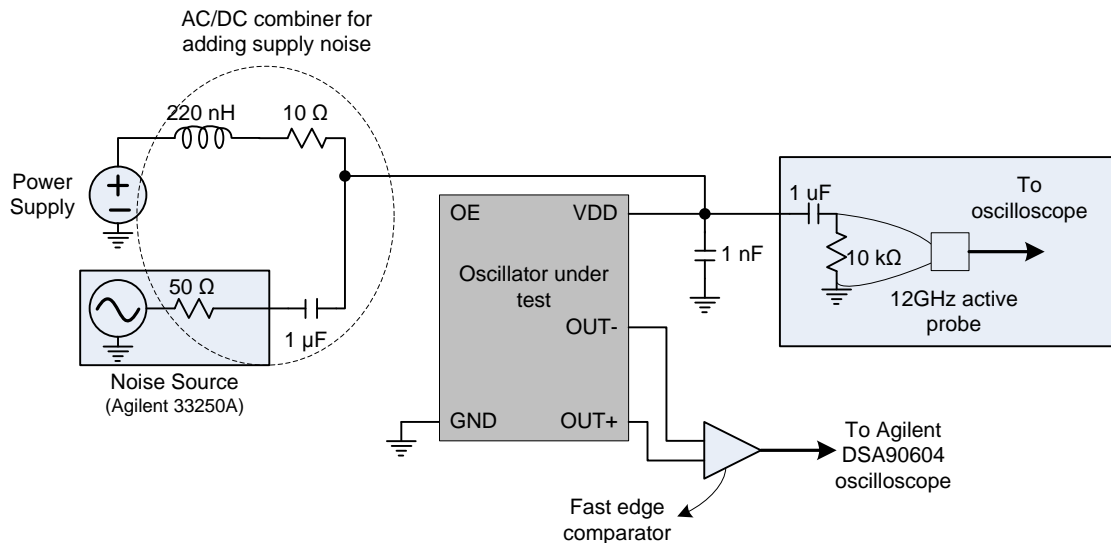 AC/DC combiner for
adding supply noise
220 nH
10 Ω
Power
Supply
50 Ω
1 µF
Noise Source
(Agilent 33250A)
OE
VDD
Oscillator under
test
OUT-
GND
OUT+
1 nF
1 uF
10 kΩ
To
oscilloscope
12GHz active
probe
To Agilent
DSA90604
oscilloscope
Fast edge
comparator